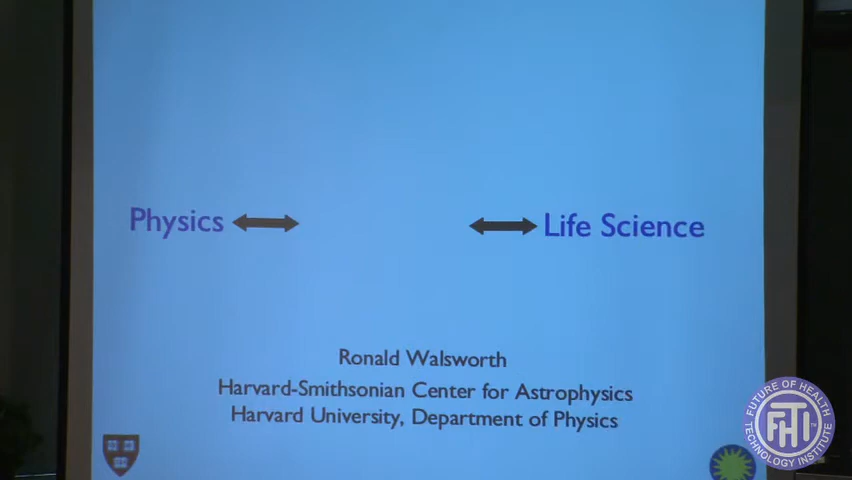 Physics Life Science
Ronald Walsworth
Harvard-Smithsonian Center for Astrophysics
Harvard University, Department of Physics
FUTURE OF HEALTH
FHTI
TM
TECHNOLOGY INSTITUTE